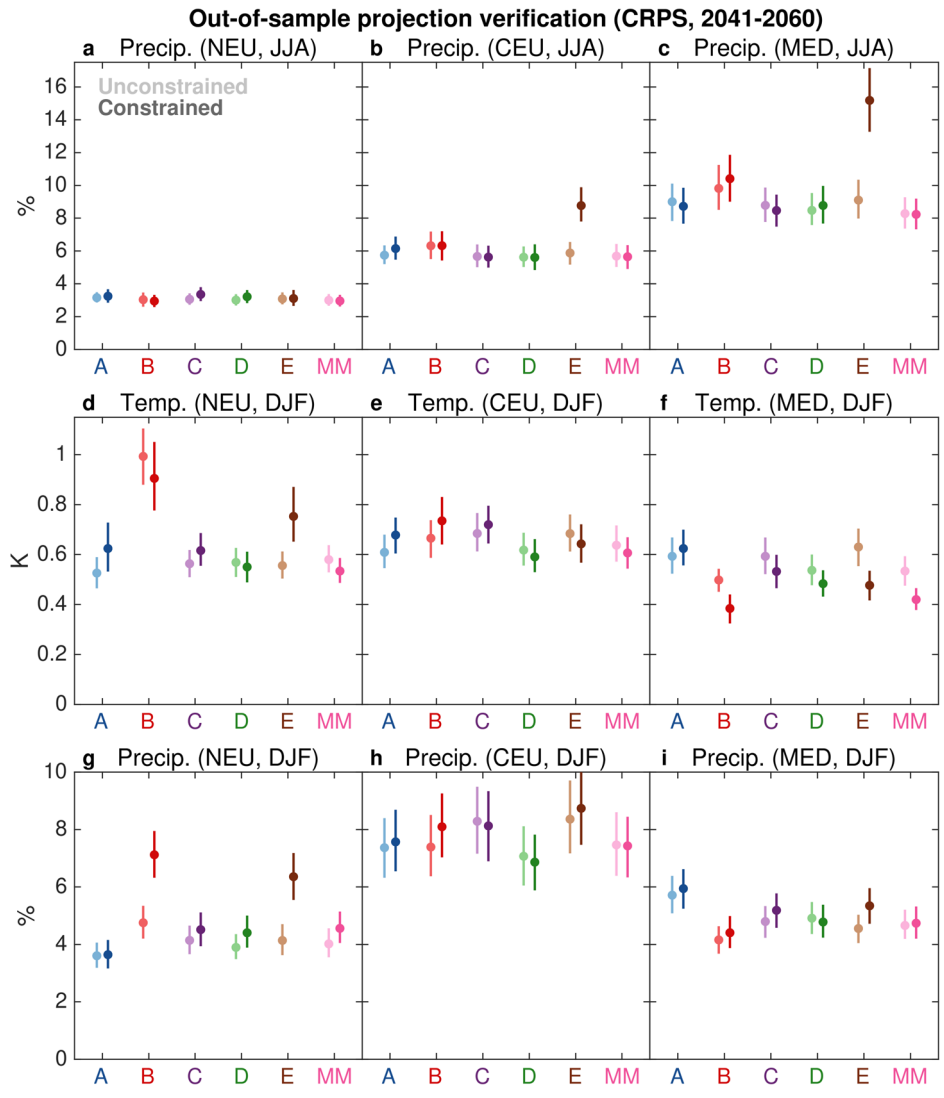 Out-of-sample projection verification (CRPS, 2041-2060)
a Precip. (NEU, JJA) b Precip. (CEU, JJA) c Precip. (MED, JJA)
Unconstrained
Constrained
16
14
12
10
8
6
4
2
0
%
A B C D E MM A B C D E MM A B C D E MM
d Temp. (NEU, DJF) e Temp. (CEU, DJF) f Temp. (MED, DJF)
1
0.8
0.6
0.4
0.2
0
K
A B C D E MM A B C D E MM A B C D E MM
g Precip. (NEU, DJF) h Precip. (CEU, DJF) i Precip. (MED, DJF)
10
8
6
4
2
0
%
A B C D E MM A B C D E MM A B C D E MM